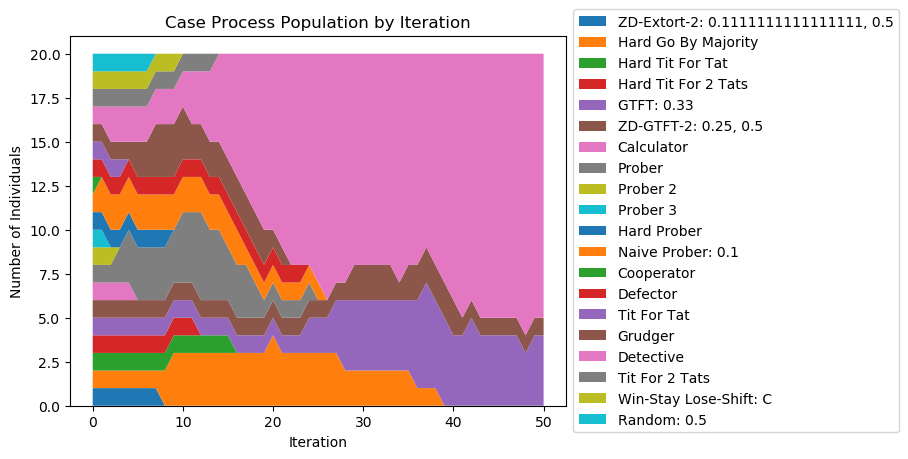 Case Process Population by Iteration
20.0
17.5
15.0
12.5
10.0
7.5
5.0
2.5
0.0
Number of Individuals
0 10 20 30 40 50
Iteration
ZD-Extort-2: 0.1111111111111111, 0.5
Hard Go By Majority
Hard Tit For Tat
Hard Tit For 2 Tats
GTFT: 0.33
ZD-GTFT-2: 0.25, 0.5
Calculator
Prober
Prober 2
Prober 3
Hard Prober
Naive Prober: 0.1
Cooperator
Defector
Tit For Tat
Grudger
Detective
Tit For 2 Tats
Win-Stay Lose-Shift: C
Random: 0.5